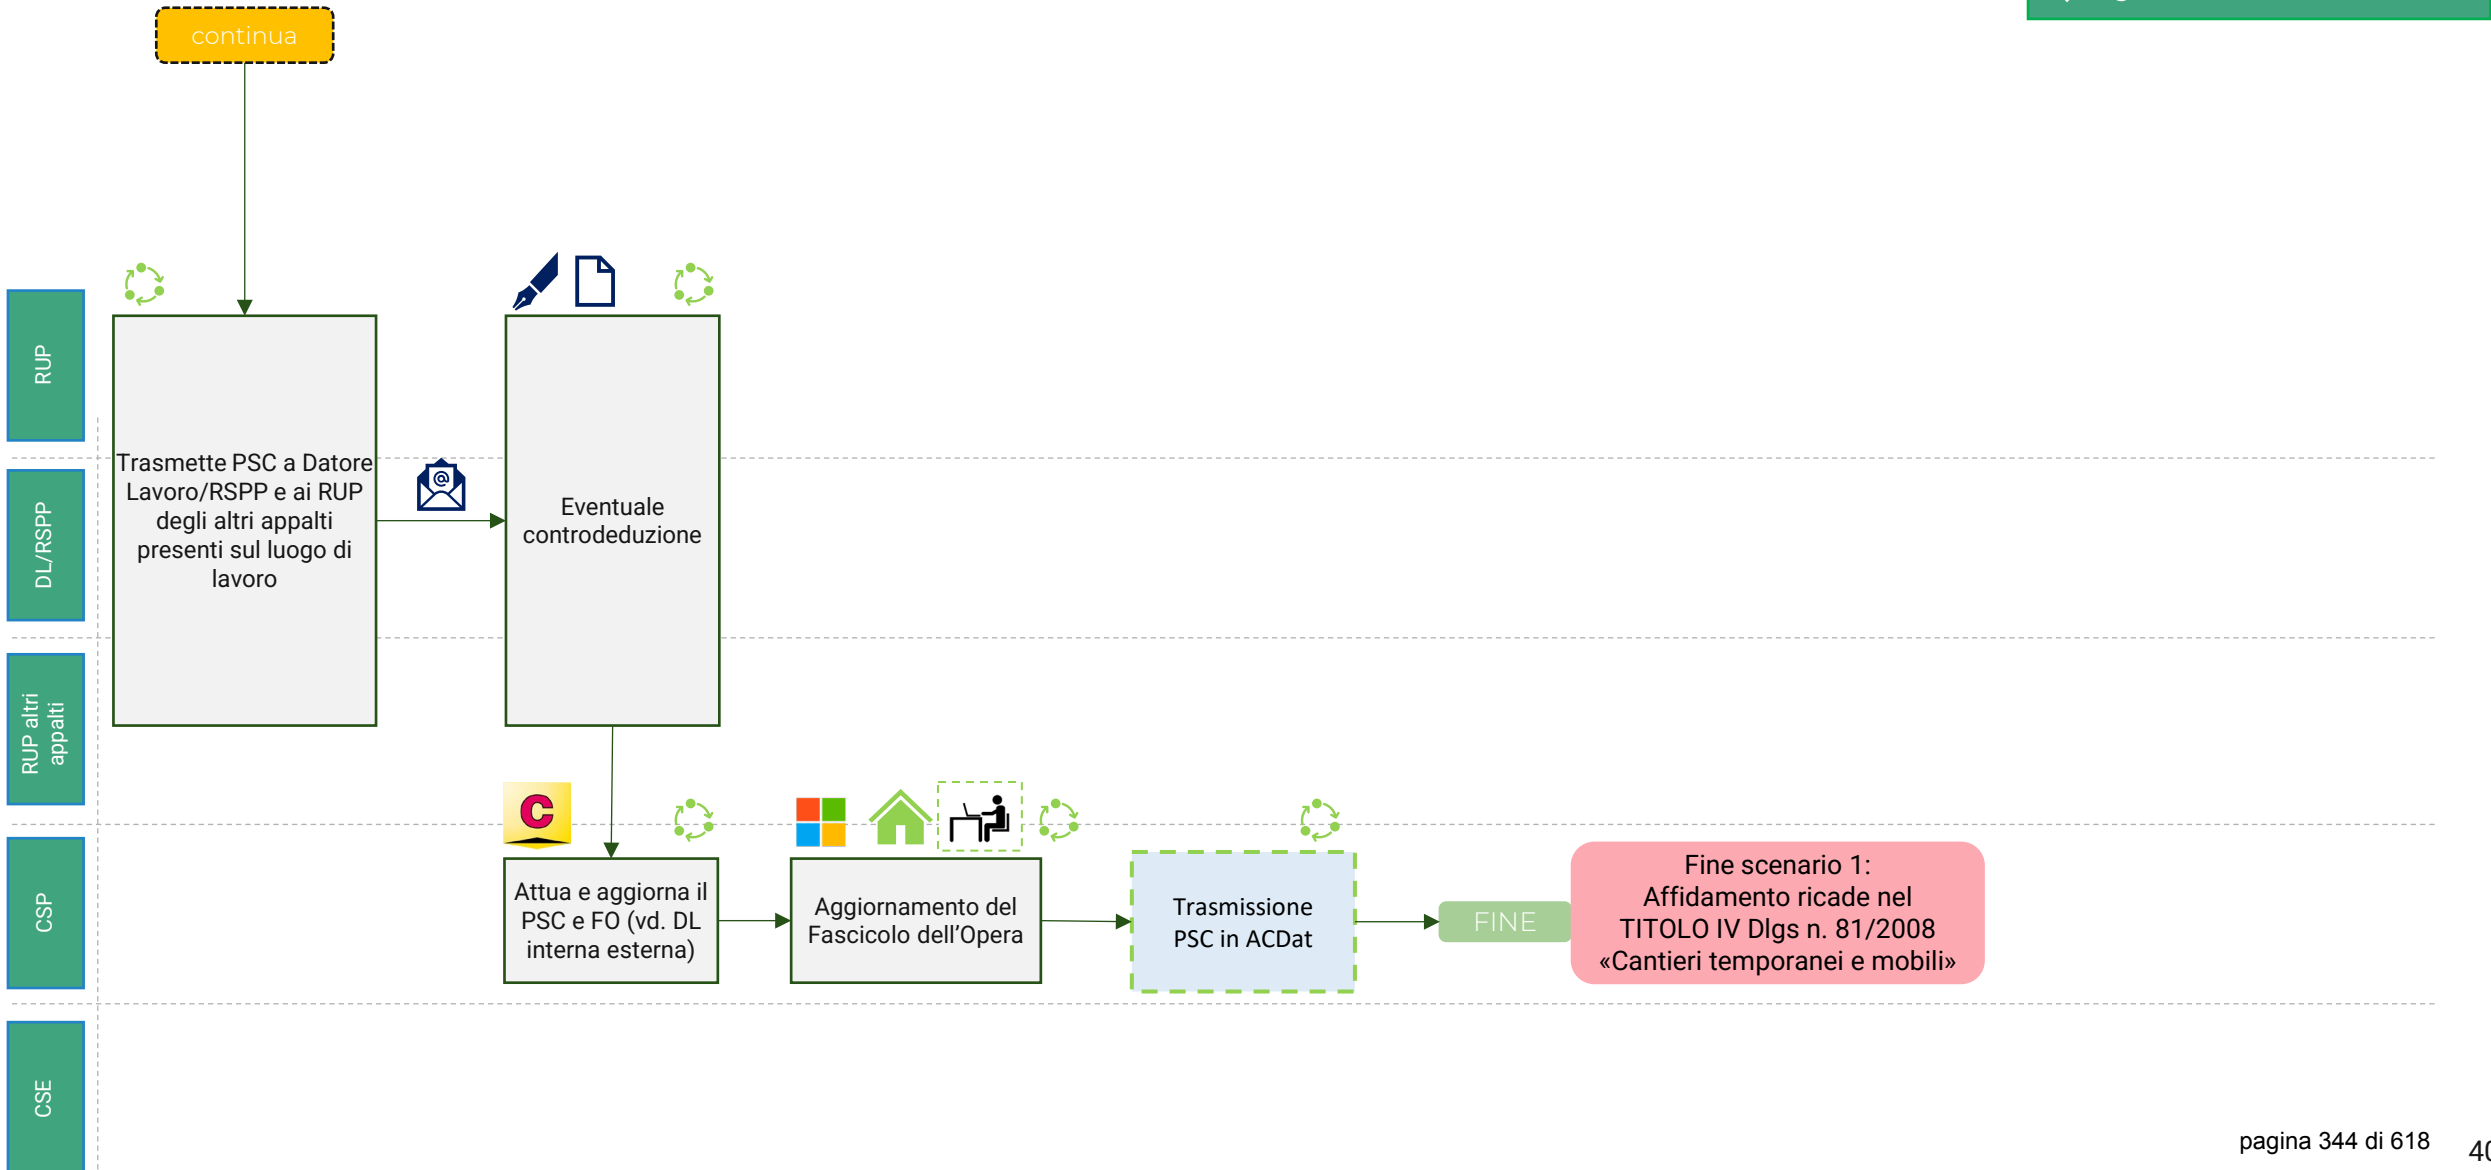 continua
RUP
DL/RSPP
RUP altri
appalti
CSP
CSE
Trasmette PSC a Datore
Lavoro/RSPP e ai RUP
degli altri appalti
presenti sul luogo di
lavoro
@
Eventuale
controdeduzione
C
Attua e aggiorna il
PSC e FO (vd. DL
interna esterna)
Aggiornamento del
Fascicolo dell’Opera
Trasmissione
PSC in ACDat
FINE
Fine scenario 1:
Affidamento ricade nel
TITOLO IV Dlgs n. 81/2008
«Cantieri temporanei e mobili»
pagina 344 di 618